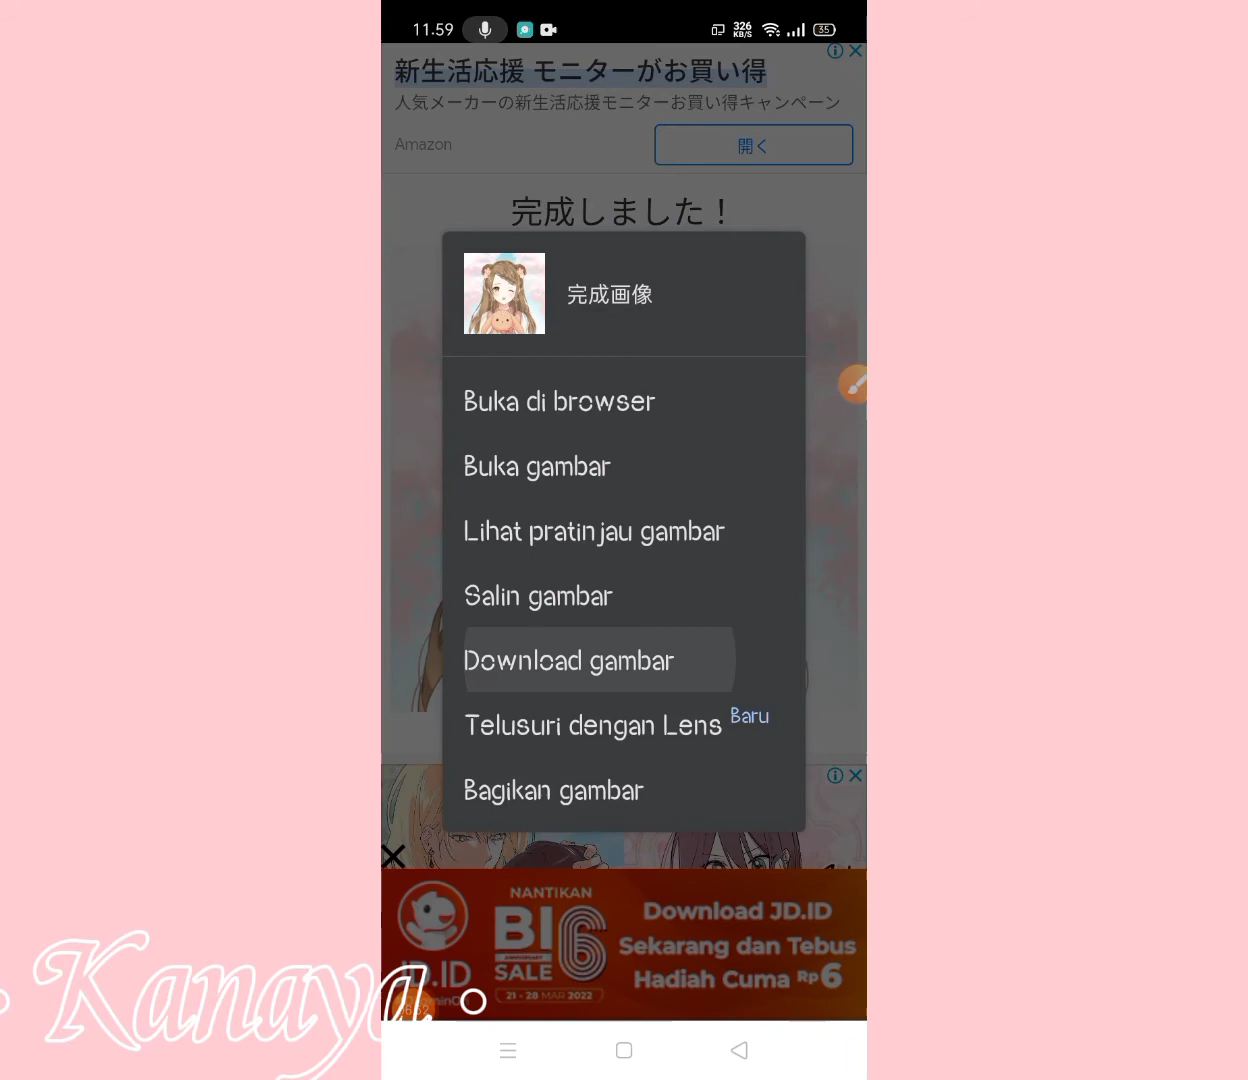 11.59
326
KB/S
35
新生活応援 モニターがお買い得
人気メーカーの新生活応援モニターお買い得キャンペーン
Amazon
開く
完成しました！
完成画像
Buka di browser
Buka gambar
Lihat pratinjau gambar
Salin gambar
Download gambar
Telusuri dengan Lens Baru
Bagikan gambar
NANTIKAN
BI6
ANNIVERSARY
SALE
21 - 28 MAR 2022
JD.ID
Download JD.ID
Sekarang dan Tebus
Hadiah Cuma Rp6
Kanaya